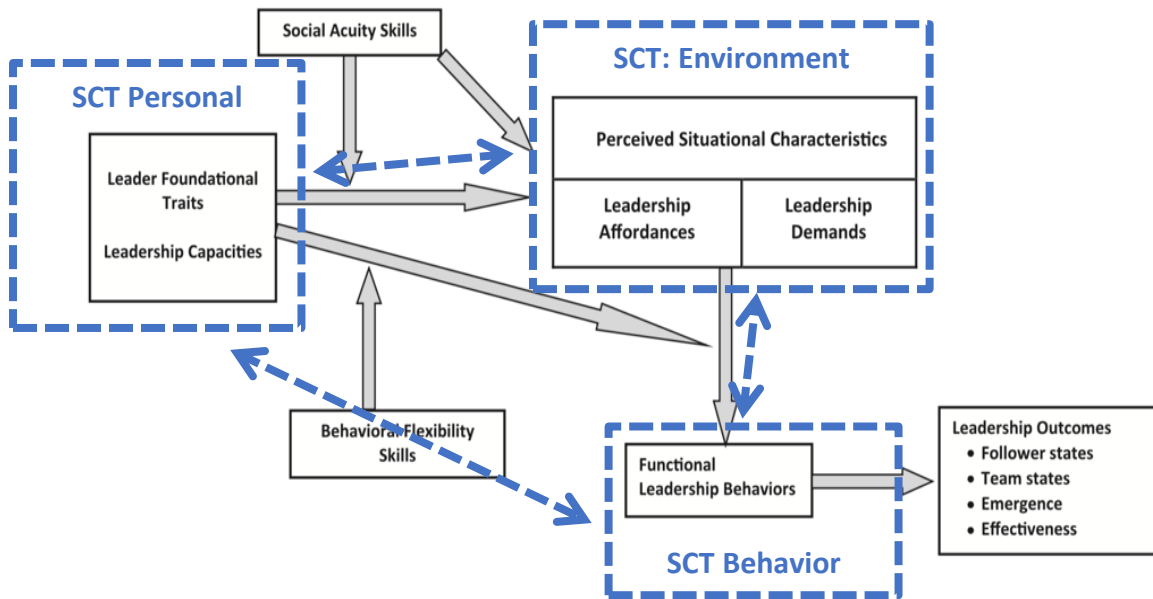 Social Acuity Skills
SCT: Environment
SCT Personal
Perceived Situational Characteristics
Leader Foundational
Traits
Leadership Capacities
Leadership
Affordances
Leadership
Demands
Behavioral Flexibility
Skills
Functional
Leadership Behaviors
Leadership Outcomes
• Follower states
• Team states
• Emergence
• Effectiveness
SCT Behavior